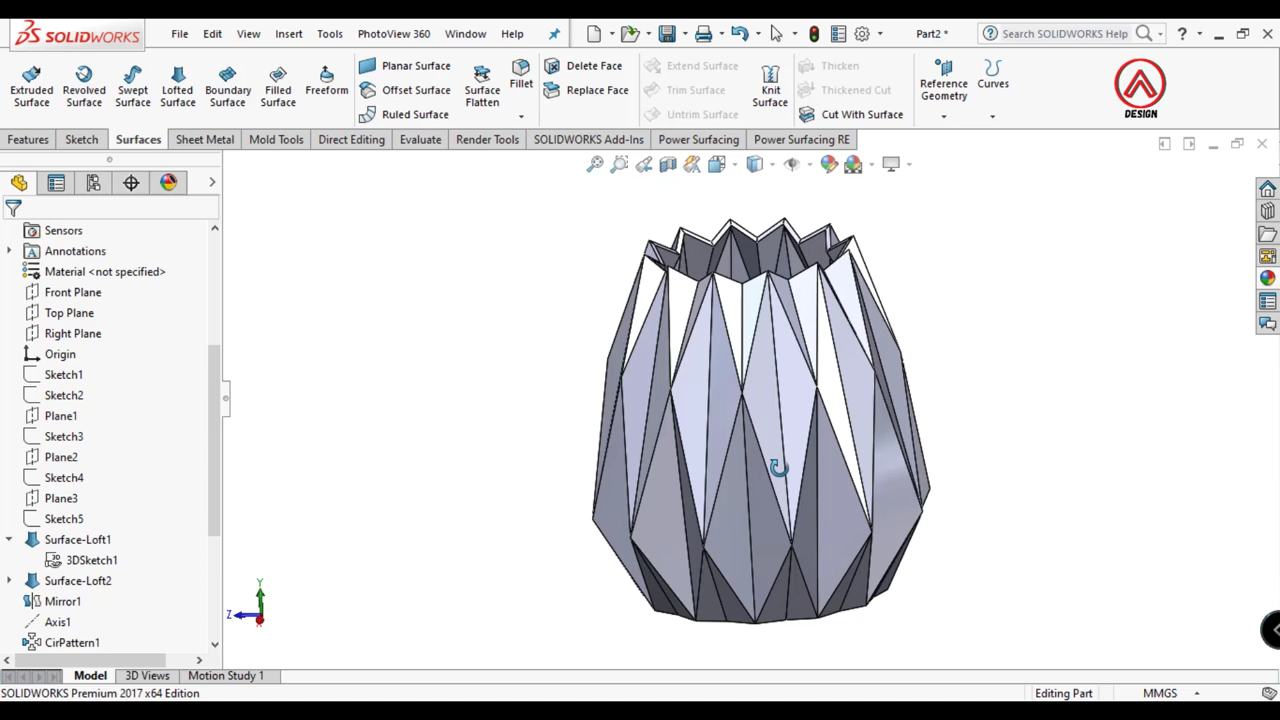 SOLIDWORKS File Edit View Insert Tools PhotoView 360 Window Help Part2 * Search SOLIDWORKS Help ?
Extruded Surface
Revolved Surface
Swept Surface
Lofted Surface
Boundary Surface
Filled Surface
Freeform
Planar Surface
Offset Surface
Ruled Surface
Surface Flatten
Fillet
Delete Face
Replace Face
Extend Surface
Trim Surface
Untrim Surface
Knit Surface
Thicken
Thickened Cut
Cut With Surface
Reference Geometry
Curves
DESIGN
Features Sketch Surfaces Sheet Metal Mold Tools Direct Editing Evaluate Render Tools SOLIDWORKS Add-Ins Power Surfacing Power Surfacing RE
Sensors
Annotations
Material <not specified>
Front Plane
Top Plane
Right Plane
Origin
Sketch1
Sketch2
Plane1
Sketch3
Plane2
Sketch4
Plane3
Sketch5
Surface-Loft1
3DSketch1
Surface-Loft2
Mirror1
Axis1
CirPattern1
Y
Z
Model 3D Views Motion Study 1
SOLIDWORKS Premium 2017 x64 Edition Editing Part MMGS